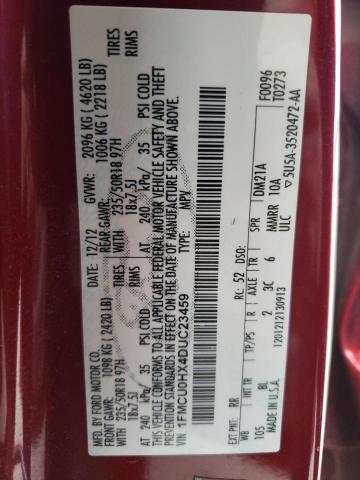 MFD. BY FORD MOTOR CO.
DATE: 12/12 GVWR: 2096 KG ( 4620 LB)
FRONT GAWR: 1098 KG ( 2420 LB) REAR GAWR: 1006 KG ( 2218 LB)
WITH 235/50R18 97H TIRES WITH 235/50R18 97H TIRES
18x7.5J RIMS 18x7.5J RIMS
AT 240 kPa/ 35 PSI COLD AT 240 kPa/ 35 PSI COLD
THIS VEHICLE CONFORMS TO ALL APPLICABLE FEDERAL MOTOR VEHICLE SAFETY AND THEFT
PREVENTION STANDARDS IN EFFECT ON THE DATE OF MANUFACTURE SHOWN ABOVE.
VIN: 1FMCU0HX4DUC23459
TYPE: MPV
F0096
T0273
EXT PNT: RR RC: 52 DSO:
WB INT TR TP/PS R AXLE TR SPR DM21A
105 BL 2 3C 6 MMRR 10A
ULC
MADE IN U.S.A. 1201212130913 5U5A-3520472-AA